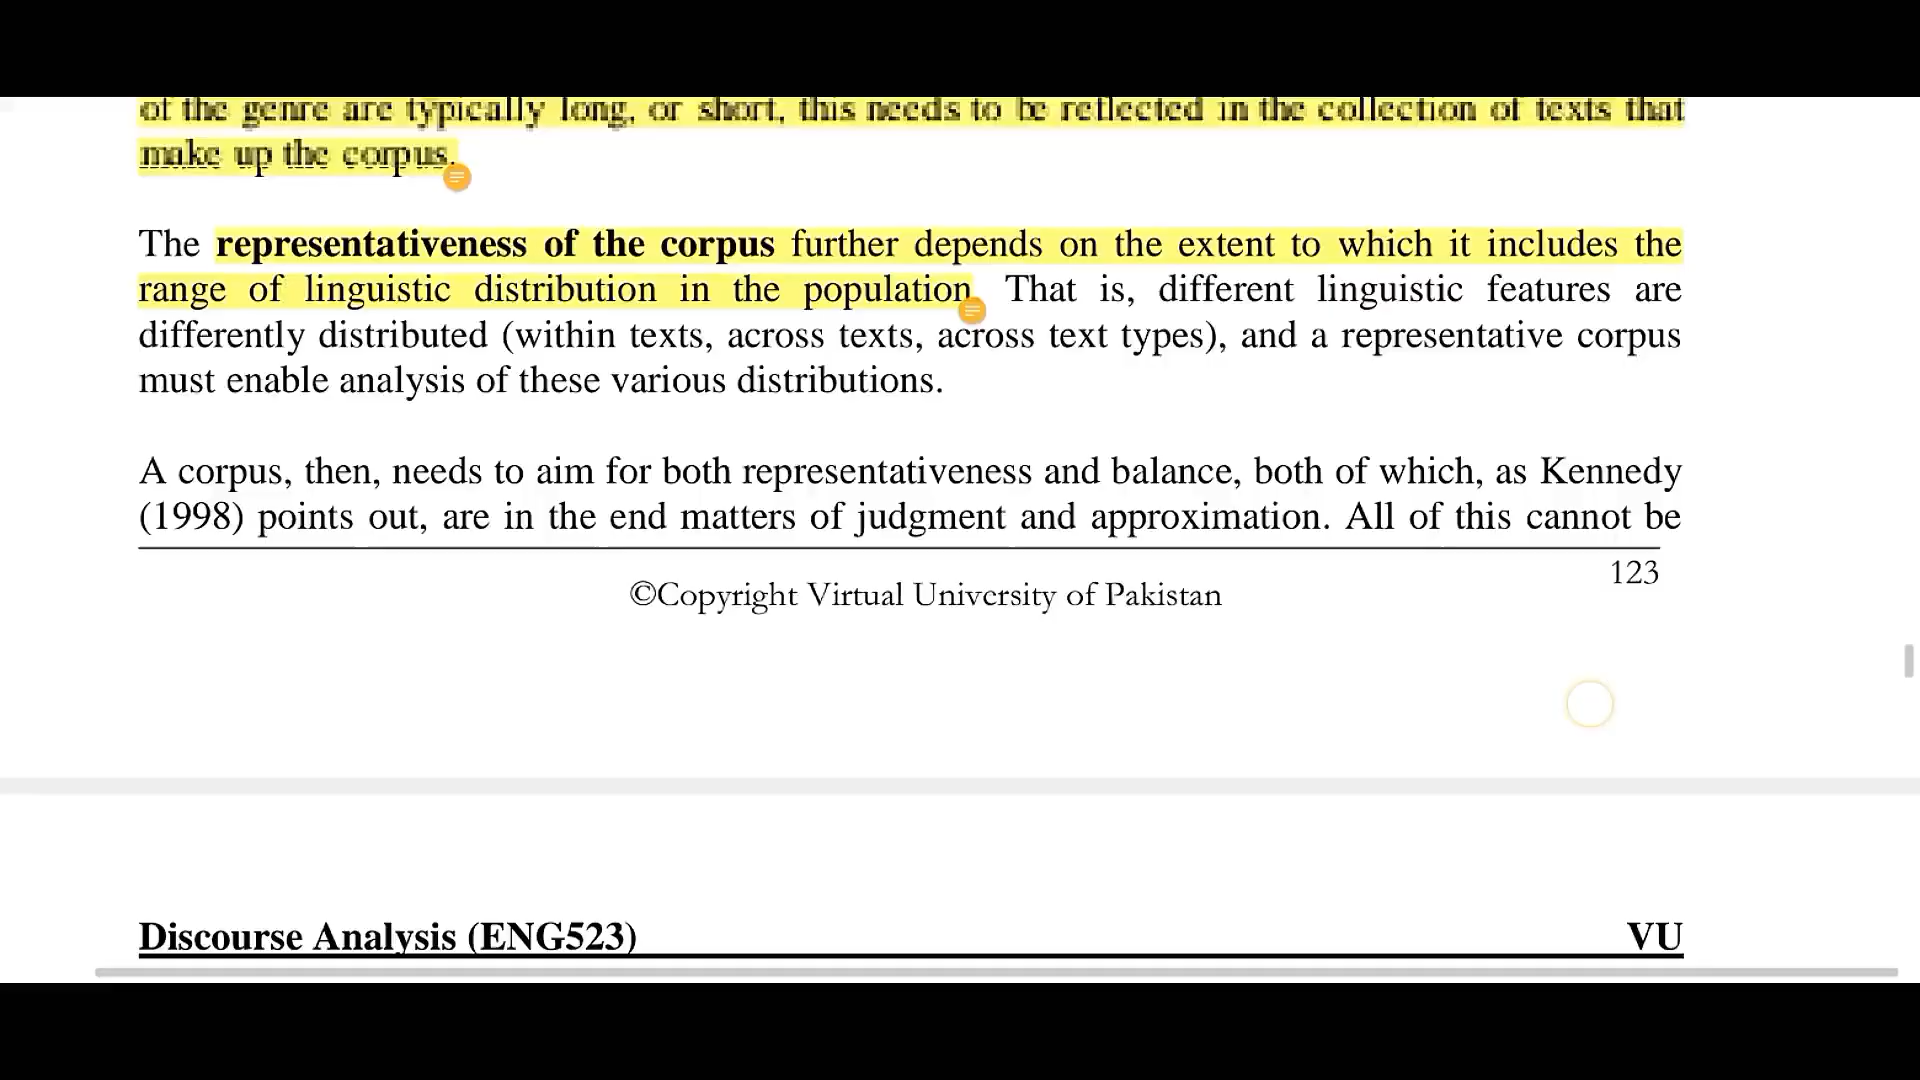 of the genre are typically long, or short, this needs to be reflected in the collection of texts that
make up the corpus.
The representativeness of the corpus further depends on the extent to which it includes the
range of linguistic distribution in the population. That is, different linguistic features are
differently distributed (within texts, across texts, across text types), and a representative corpus
must enable analysis of these various distributions.
A corpus, then, needs to aim for both representativeness and balance, both of which, as Kennedy
(1998) points out, are in the end matters of judgment and approximation. All of this cannot be
123
©Copyright Virtual University of Pakistan
Discourse Analysis (ENG523) VU